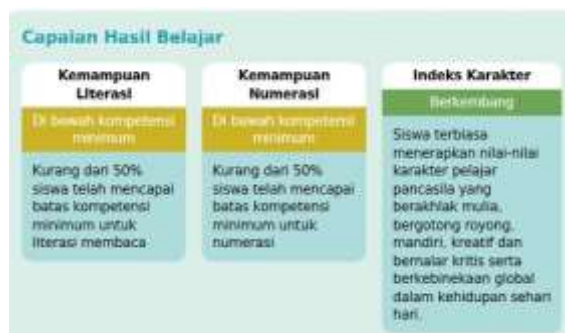 Capaian Hasil Belajar
Kemampuan
Literasi
Di bawah kompetensi
minimum
Kurang dari 50%
siswa telah mencapai
batas kompetensi
minimum untuk
literasi membaca
Kemampuan
Numerasi
Di bawah kompetensi
minimum
Kurang dari 50%
siswa telah mencapai
batas kompetensi
minimum untuk
numerasi
Indeks Karakter
Berkembang
Siswa terbiasa
menerapkan nilai-nilai
karakter pelajar
pancasila yang
berakhlak mulia,
bergotong royong,
mandiri, kreatif dan
bernalar kritis serta
berkebinekaan global
dalam kehidupan sehari
hari.